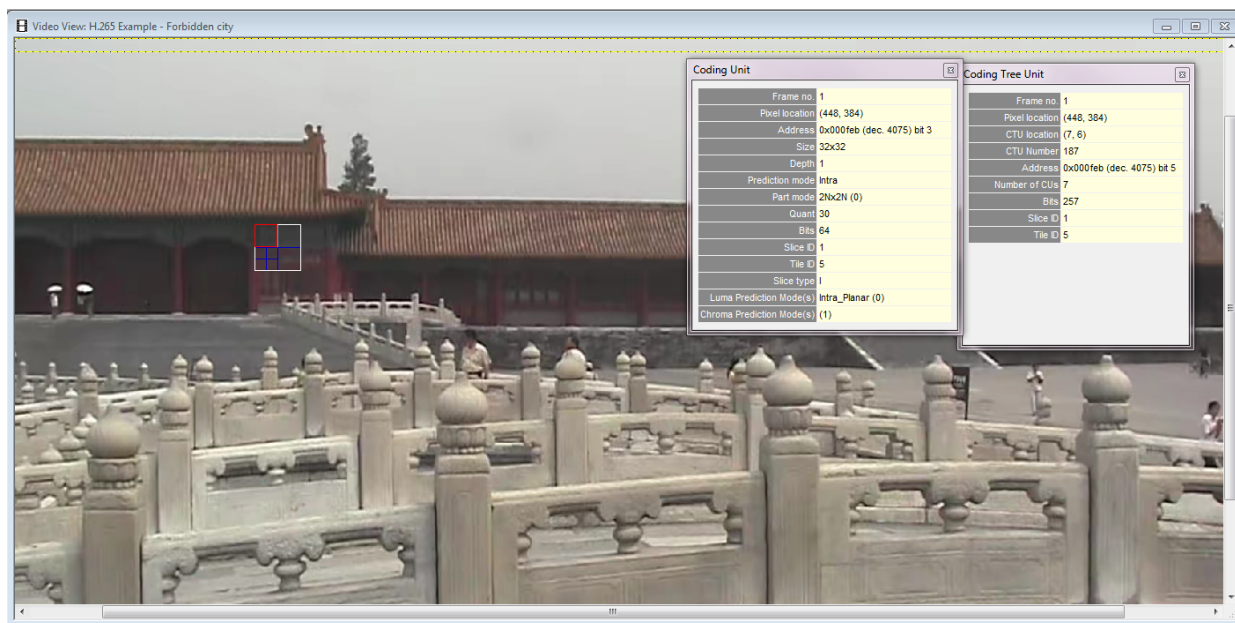 Video View: H.265 Example - Forbidden city
Coding Unit
Frame no. 1
Pixel location (448, 384)
Address 0x000feb (dec. 4075) bit 3
Size 32x32
Depth 1
Prediction mode Intra
Part mode 2Nx2N (0)
Quant 30
Bits 64
Slice ID 1
Tile ID 5
Slice type I
Luma Prediction Mode(s) Intra_Planar (0)
Chroma Prediction Mode(s) (1)
Coding Tree Unit
Frame no. 1
Pixel location (448, 384)
CTU location (7, 6)
CTU Number 187
Address 0x000feb (dec. 4075) bit 5
Number of CUs 7
Bits 257
Slice ID 1
Tile ID 5